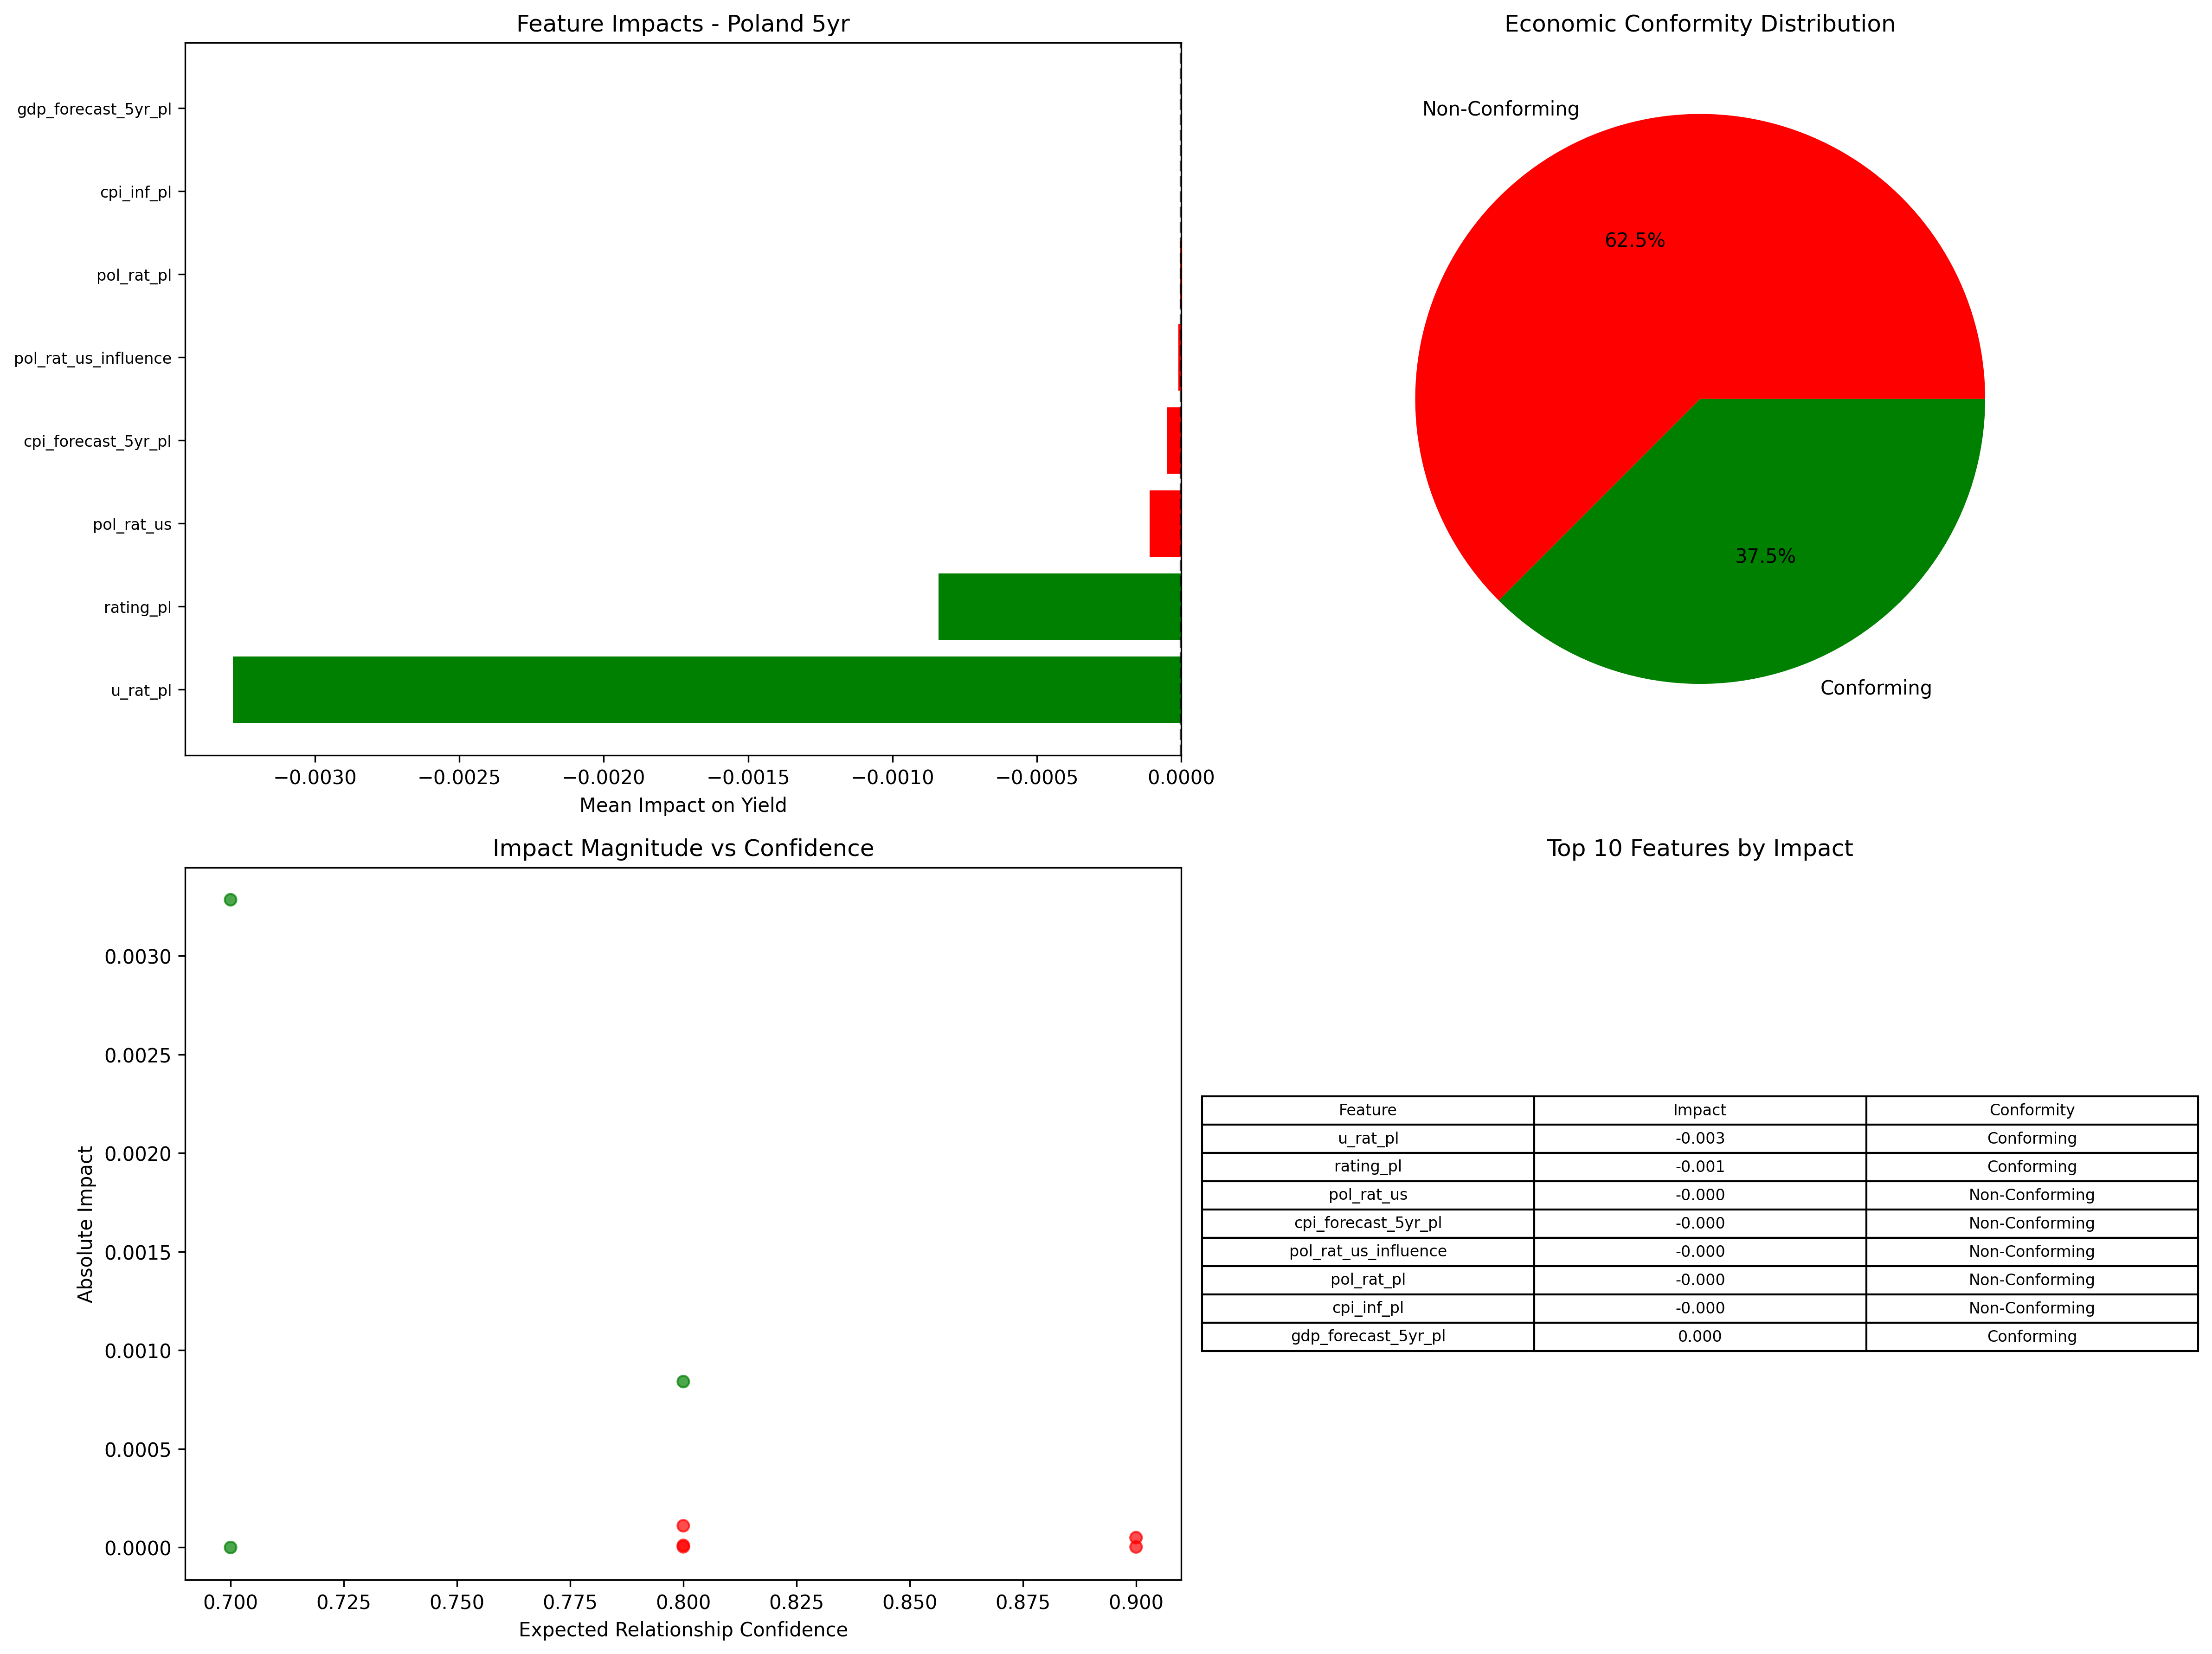 Feature Impacts - Poland 5yr
gdp_forecast_5yr_pl
cpi_inf_pl
pol_rat_pl
pol_rat_us_influence
cpi_forecast_5yr_pl
pol_rat_us
rating_pl
u_rat_pl
−0.0030 −0.0025 −0.0020 −0.0015 −0.0010 −0.0005 0.0000
Mean Impact on Yield
Economic Conformity Distribution
Non-Conforming
62.5%
37.5%
Conforming
Impact Magnitude vs Confidence
Absolute Impact
0.0030
0.0025
0.0020
0.0015
0.0010
0.0005
0.0000
0.700 0.725 0.750 0.775 0.800 0.825 0.850 0.875 0.900
Expected Relationship Confidence
Top 10 Features by Impact
Feature Impact Conformity
u_rat_pl -0.003 Conforming
rating_pl -0.001 Conforming
pol_rat_us -0.000 Non-Conforming
cpi_forecast_5yr_pl -0.000 Non-Conforming
pol_rat_us_influence -0.000 Non-Conforming
pol_rat_pl -0.000 Non-Conforming
cpi_inf_pl -0.000 Non-Conforming
gdp_forecast_5yr_pl 0.000 Conforming